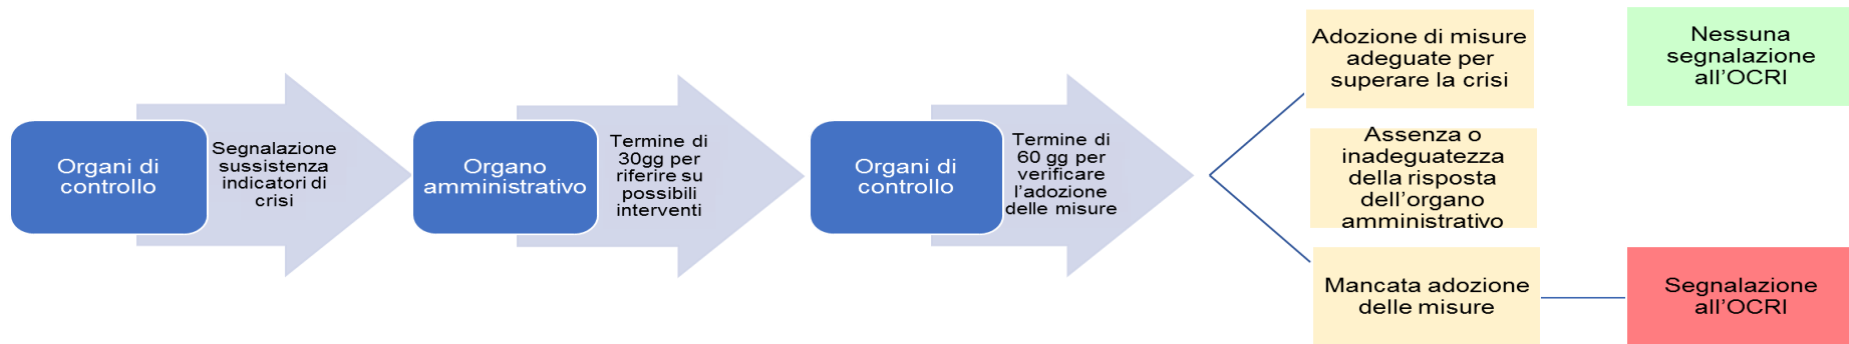 Organi di
controllo
Segnalazione
sussistenza
indicatori di
crisi
Organo
amministrativo
Termine di
30gg per
riferire su
possibili
interventi
Organi di
controllo
Termine di
60 gg per
verificare
l’adozione
delle misure
Adozione di misure
adeguate per
superare la crisi
Nessuna
segnalazione
all’OCRI
Assenza o
inadeguatezza
della risposta
dell’organo
amministrativo
Mancata adozione
delle misure
Segnalazione
all’OCRI